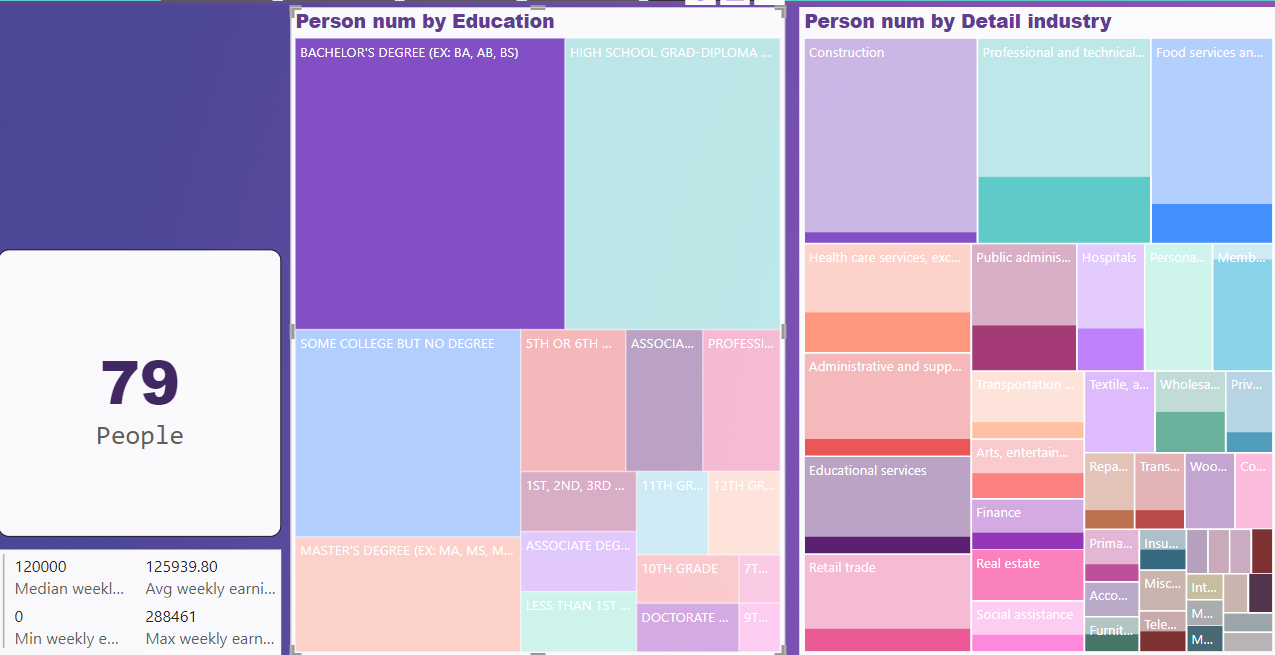 Person num by Education
BACHELOR'S DEGREE (EX: BA, AB, BS)
HIGH SCHOOL GRAD-DIPLOMA ...
SOME COLLEGE BUT NO DEGREE
5TH OR 6TH ...
ASSOCIA...
PROFESSI...
1ST, 2ND, 3RD ...
11TH GR...
12TH GR...
MASTER'S DEGREE (EX: MA, MS, M...
ASSOCIATE DEG...
10TH GRADE
7T...
LESS THAN 1ST ...
DOCTORATE ...
9T...
Person num by Detail industry
Construction
Professional and technical...
Food services an...
Health care services, exc...
Public adminis...
Hospitals
Persona...
Memb...
Administrative and supp...
Transportation ...
Textile, a...
Wholesa...
Priv...
Arts, entertain...
Educational services
Repa...
Trans...
Woo...
Co...
Finance
Prima...
Insu...
Retail trade
Real estate
Misc...
Int...
Acco...
Social assistance
M...
Furnit...
Tele...
M...
79
People
120000
Median weekl...
125939.80
Avg weekly earni...
0
Min weekly e...
288461
Max weekly earn...